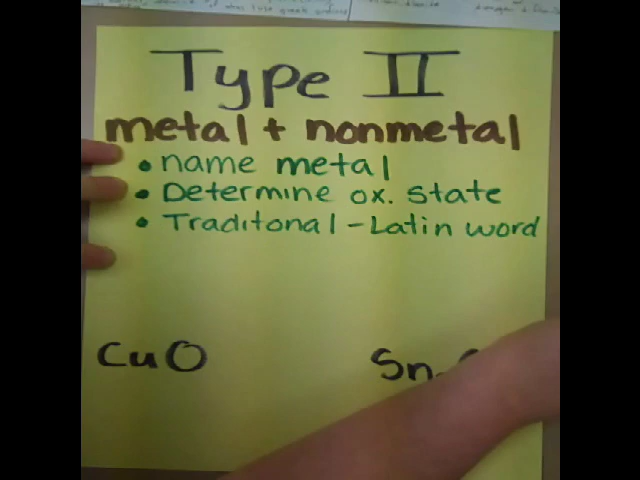 Type II
metal + nonmetal
• name metal
• Determine ox. state
• Traditonal - Latin word
CuO
Sn